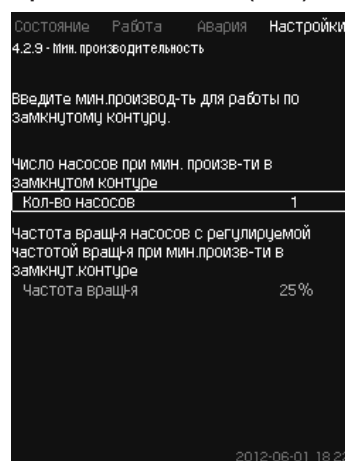 Состояние Работа Авария Настройки
4.2.9 - Мин. производительность
Введите мин.производ-ть для работы по
замкнутому контуру.
Число насосов при мин. произв-ти в
замкнутом контуре
Кол-во насосов 1
Частота вращ-я насосов с регулируемой
частотой вращ-я при мин.произв-ти в
замкнут.контуре
Частота вращ-я 25%
2012-06-01 18:22